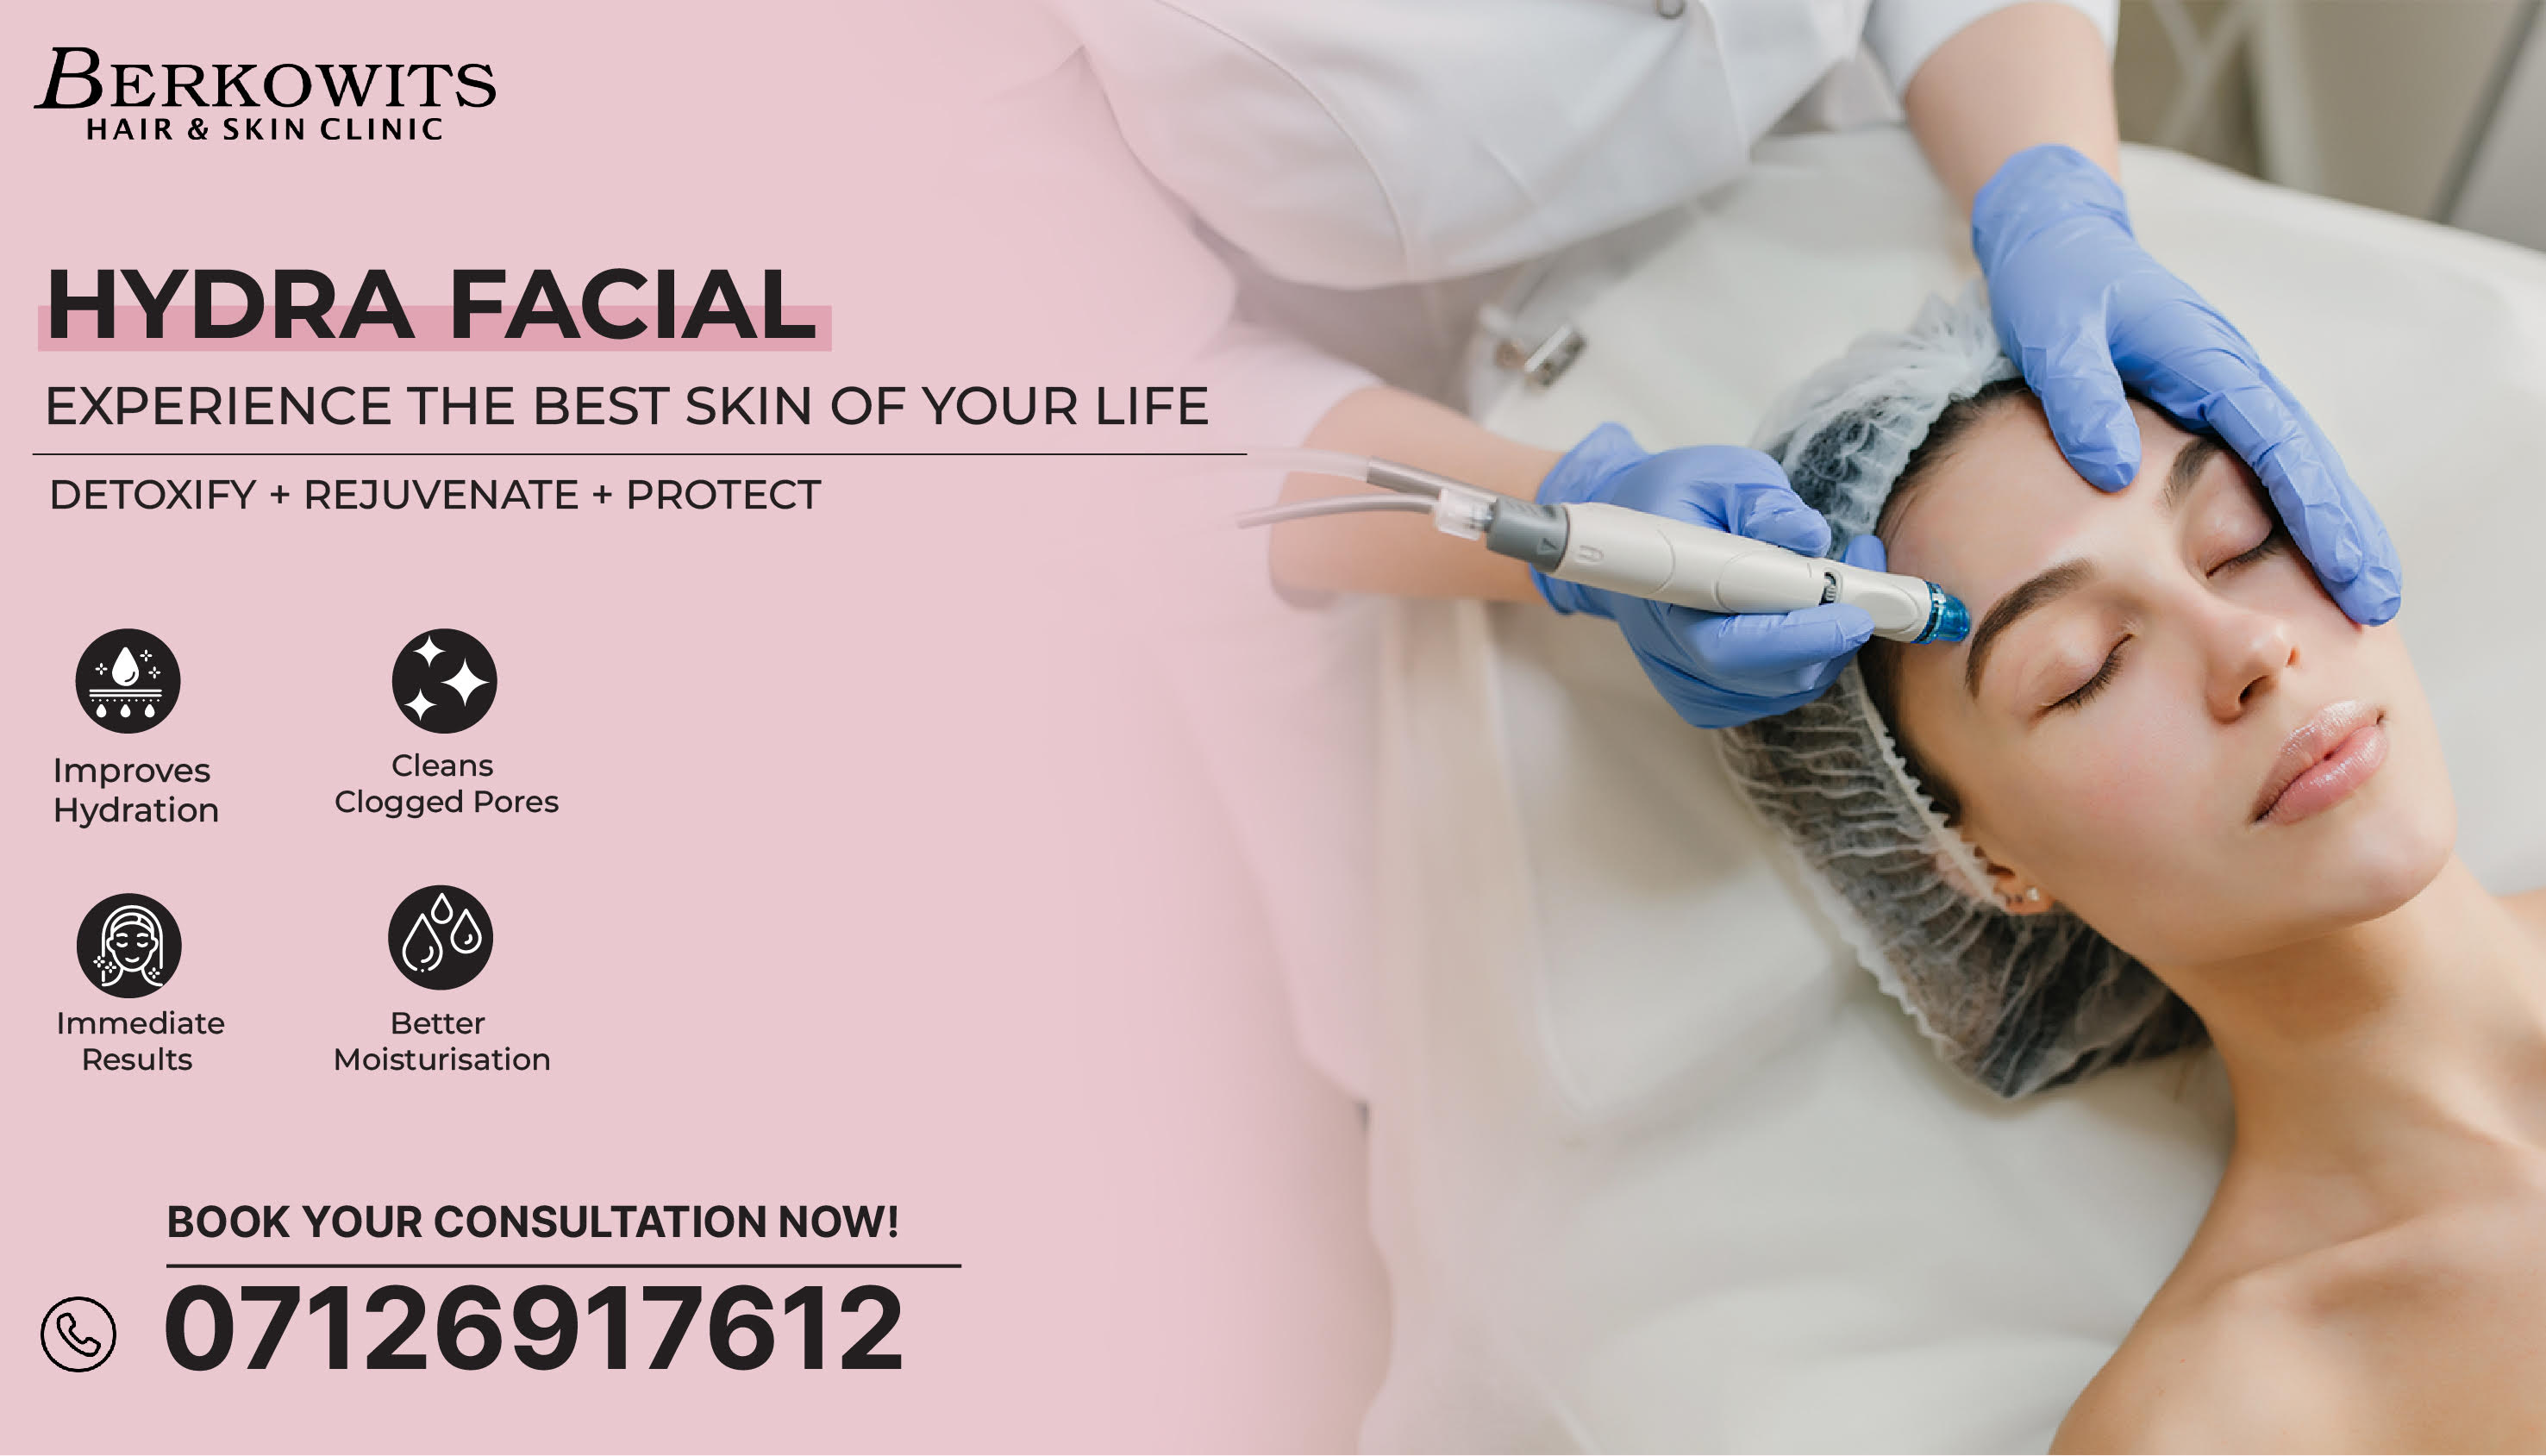 BERKOWITS
HAIR & SKIN CLINIC
HYDRA FACIAL
EXPERIENCE THE BEST SKIN OF YOUR LIFE
DETOXIFY + REJUVENATE + PROTECT
Improves
Hydration
Cleans
Clogged Pores
Immediate
Results
Better
Moisturisation
BOOK YOUR CONSULTATION NOW!
07126917612